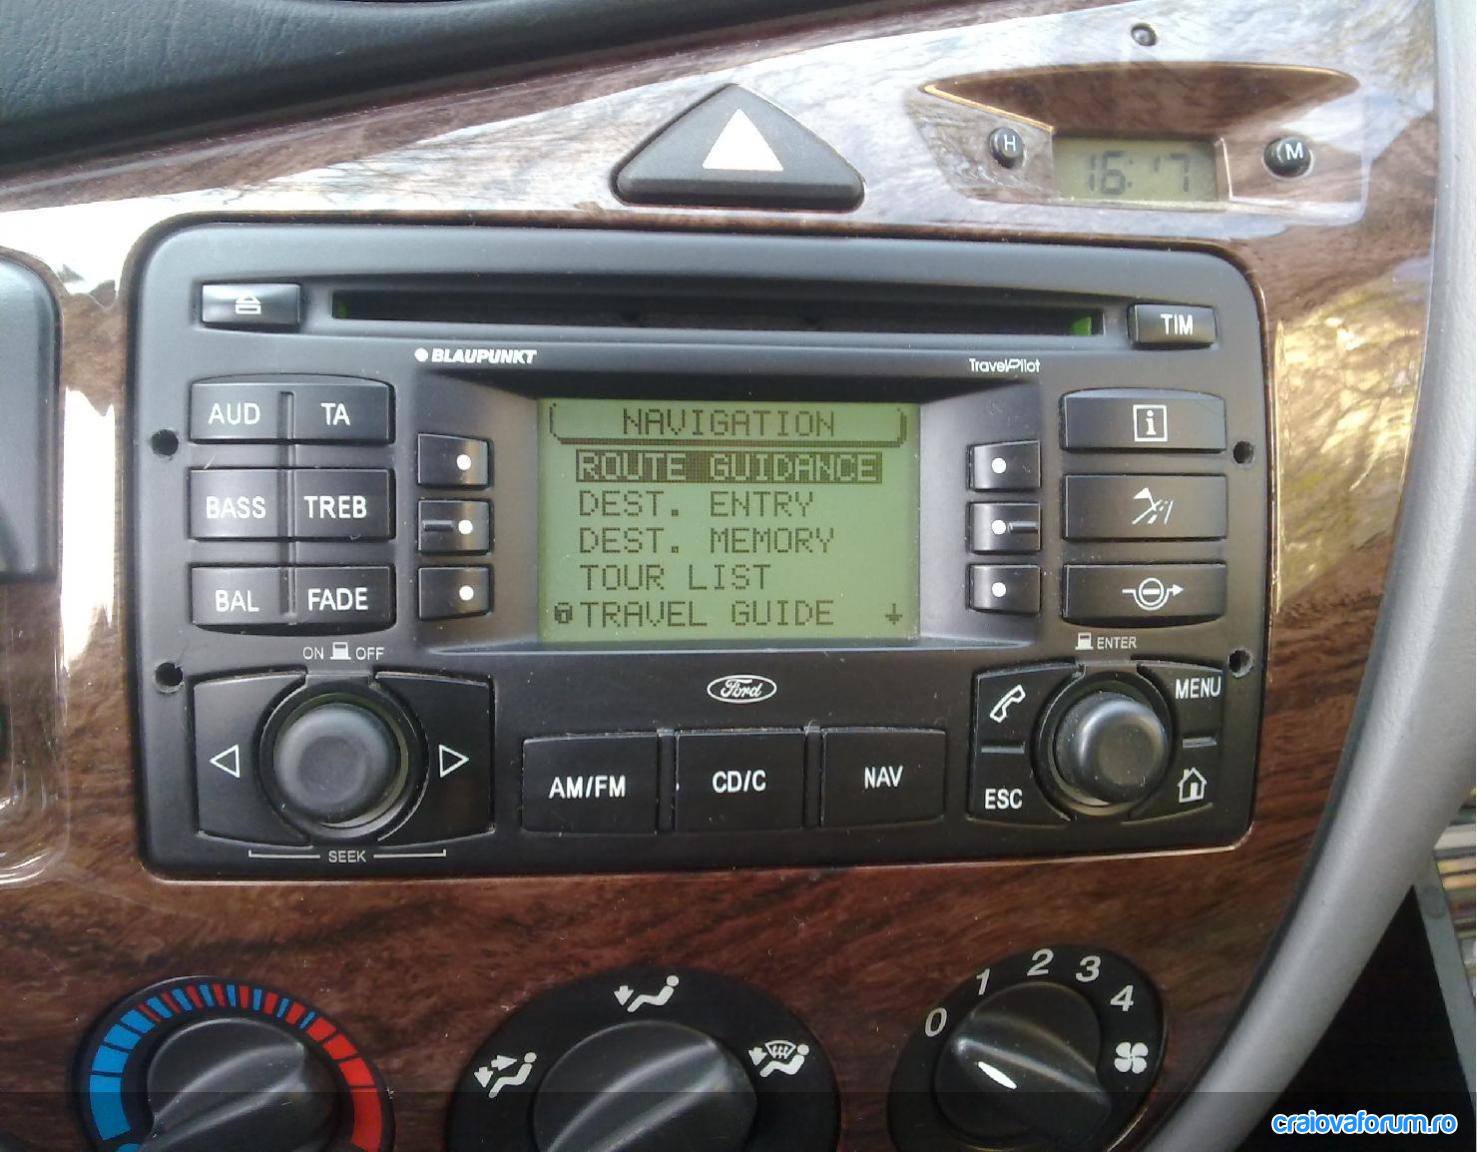 H
16:17
M
TIM
BLAUPUNKT
TravelPilot
AUD
TA
BASS
TREB
BAL
FADE
NAVIGATION
ROUTE GUIDANCE
DEST. ENTRY
DEST. MEMORY
TOUR LIST
TRAVEL GUIDE
i
ON OFF
ENTER
Ford
MENU
ESC
AM/FM
CD/C
NAV
SEEK
0 1 2 3 4
craiovaforum.ro